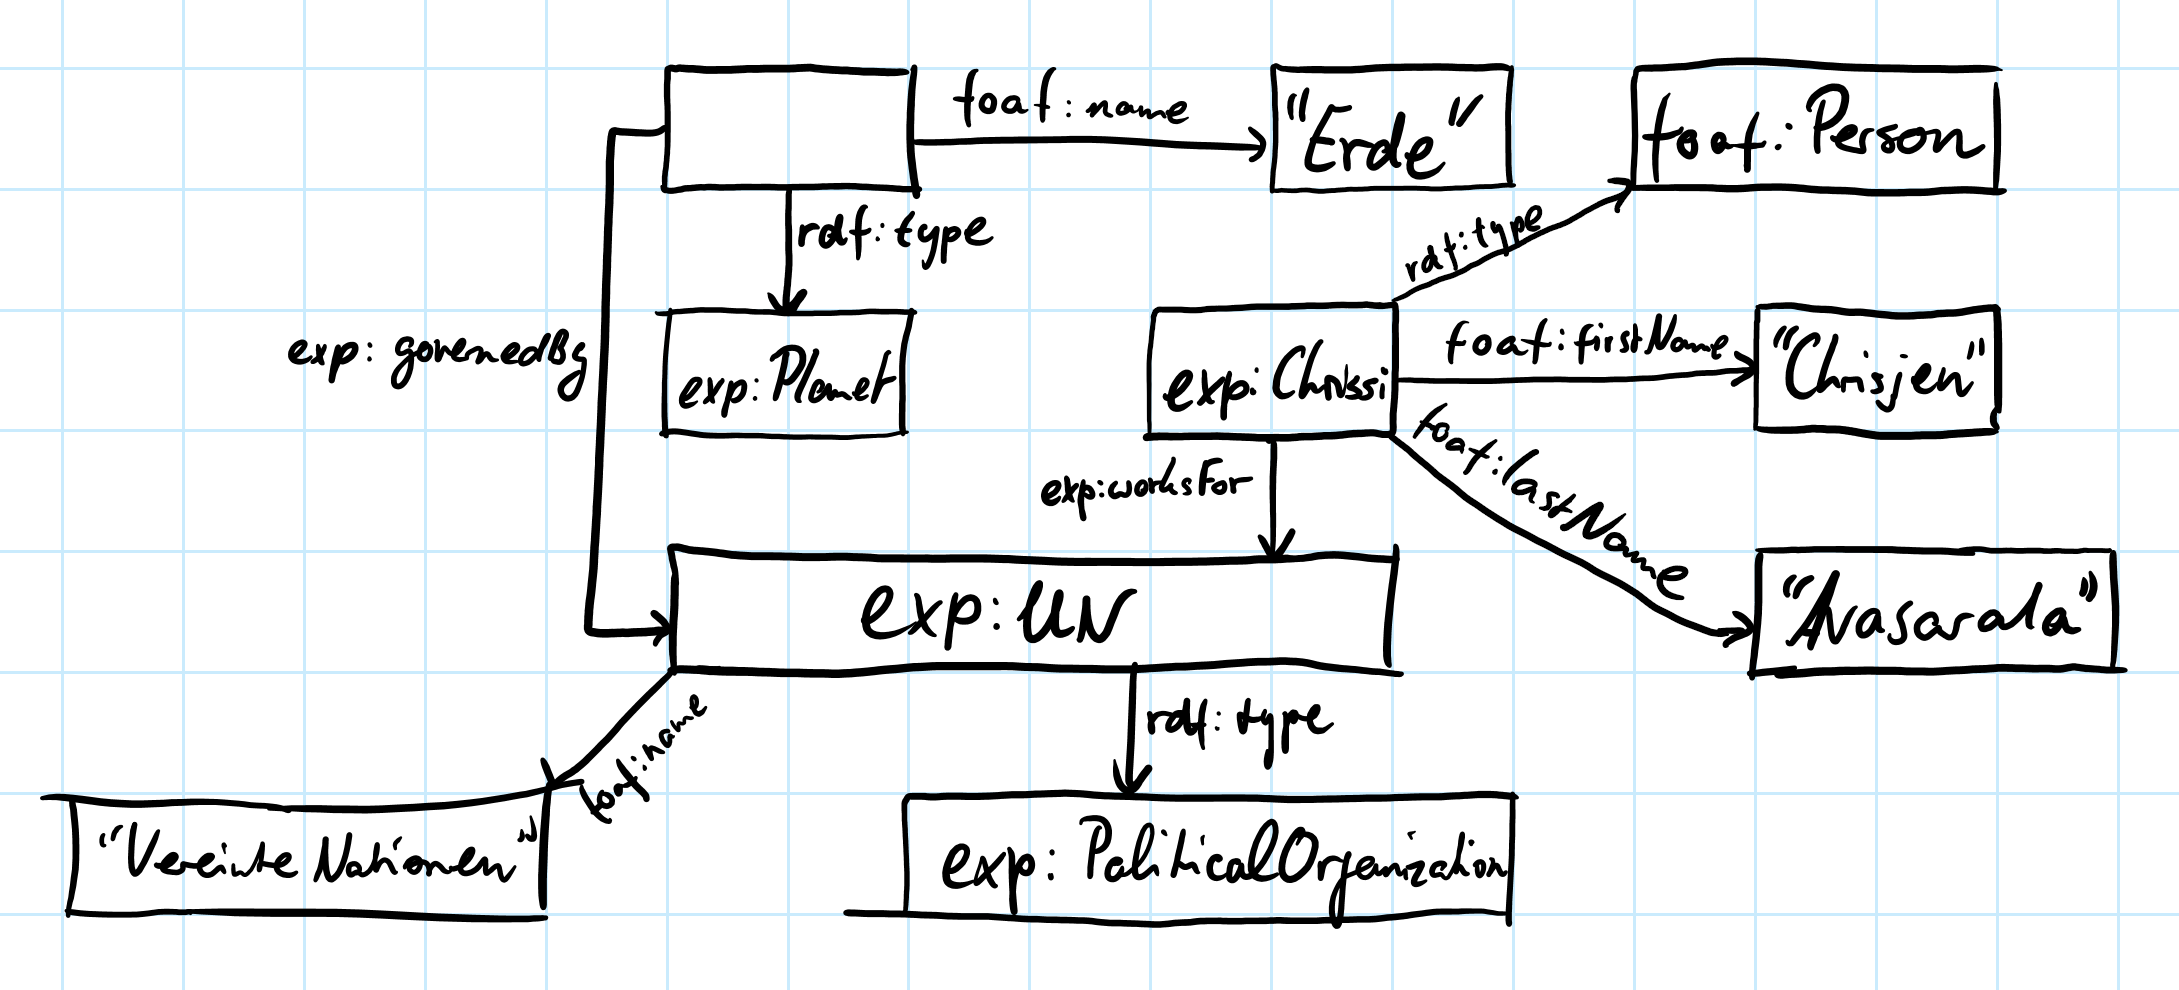 foaf:name
"Erde"
foaf:Person
rdf:type
rdf:type
exp:governedBy
exp:Planet
exp:Chrissi
foaf:firstName
"Chrisjen"
foaf:lastName
exp:worksFor
exp:UN
"Avasarala"
foaf:name
rdf:type
"Vereinte Nationen"
exp:PoliticalOrganization